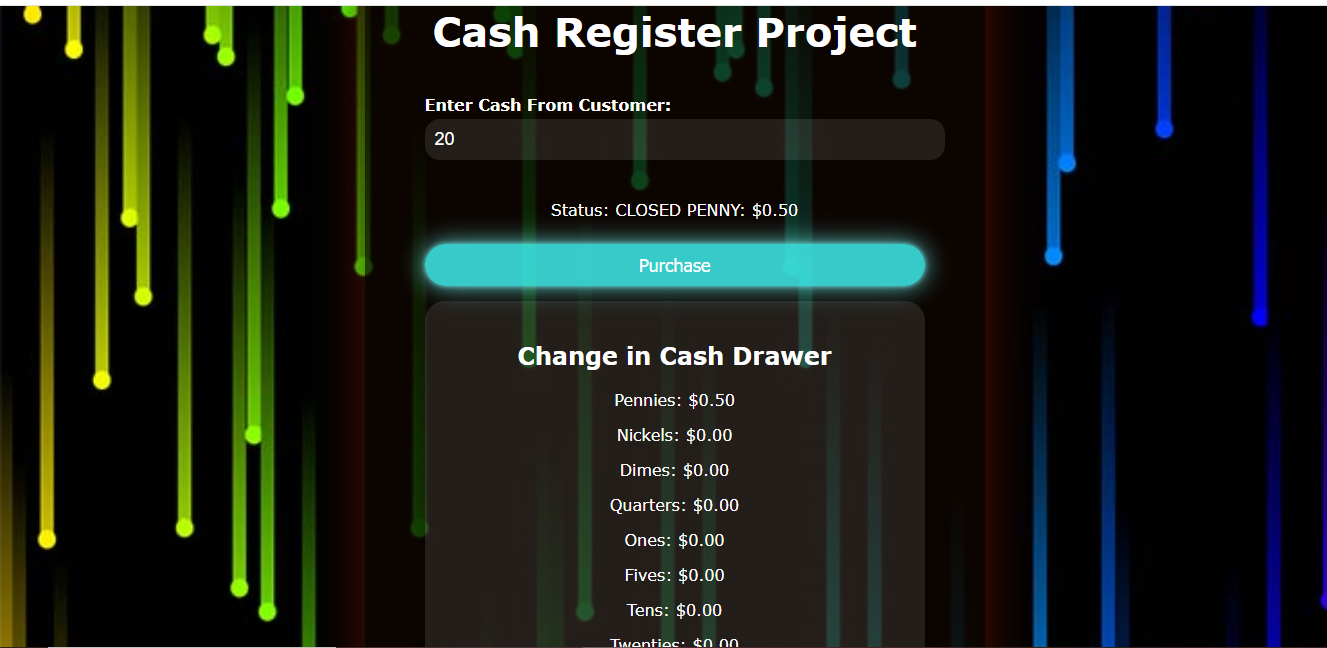 Cash Register Project
Enter Cash From Customer:
20
Status: CLOSED PENNY: $0.50
Purchase
Change in Cash Drawer
Pennies: $0.50
Nickels: $0.00
Dimes: $0.00
Quarters: $0.00
Ones: $0.00
Fives: $0.00
Tens: $0.00
Twenties: $0.00